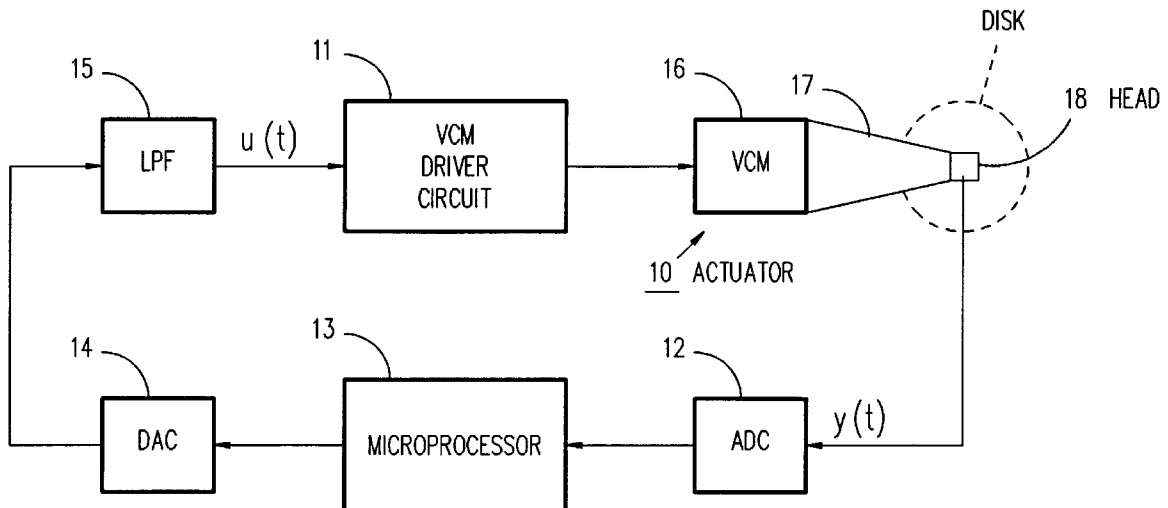 DISK
15
11
16
17
18 HEAD
LPF
u(t)
VCM
DRIVER
CIRCUIT
VCM
10 ACTUATOR
14
13
12
DAC
MICROPROCESSOR
ADC
y(t)